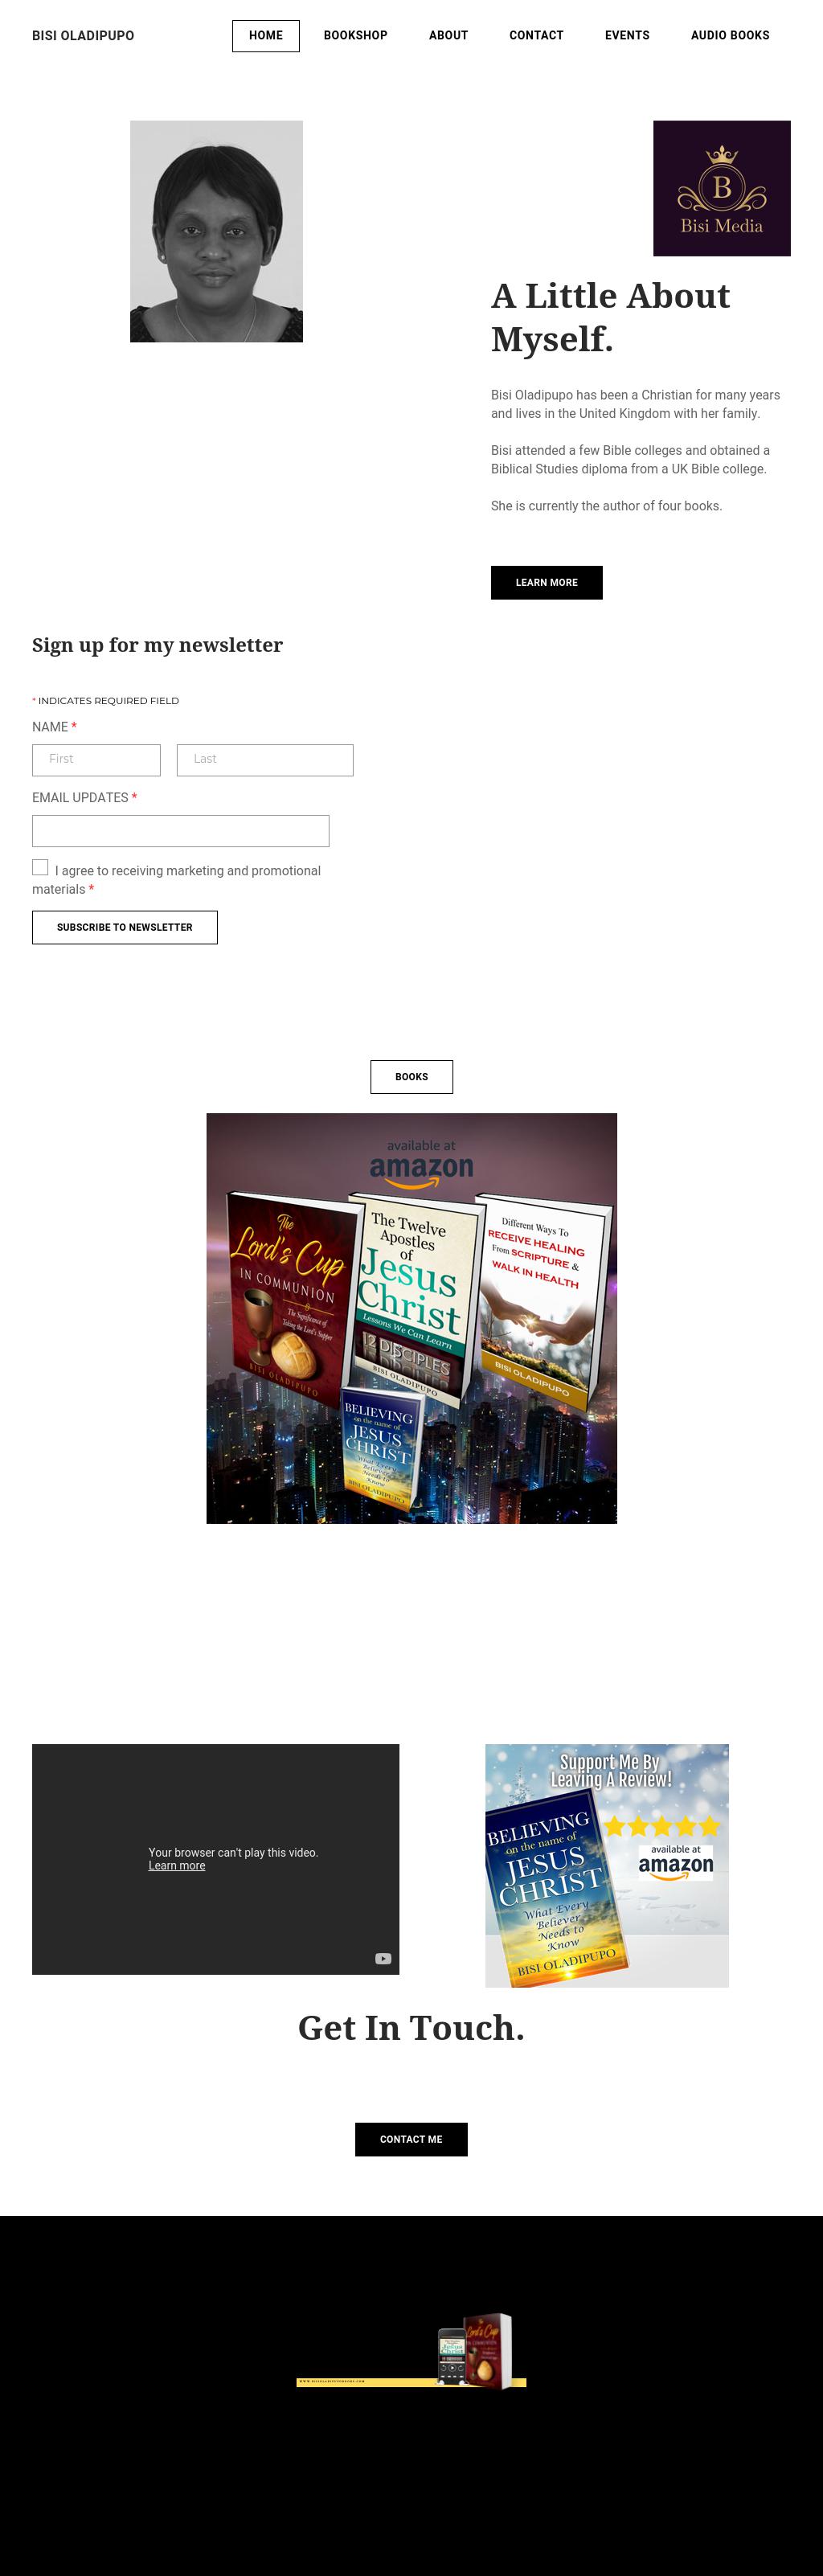 BISI OLADIPUPO
HOME
BOOKSHOP
ABOUT
CONTACT
EVENTS
AUDIO BOOKS
B
Bisi Media
A Little About
Myself.
Bisi Oladipupo has been a Christian for many years
and lives in the United Kingdom with her family.
Bisi attended a few Bible colleges and obtained a
Biblical Studies diploma from a UK Bible college.
She is currently the author of four books.
LEARN MORE
Sign up for my newsletter
* INDICATES REQUIRED FIELD
NAME *
First
Last
EMAIL UPDATES *
I agree to receiving marketing and promotional
materials *
SUBSCRIBE TO NEWSLETTER
BOOKS
available at
amazon
The
Lord's Cup
IN COMMUNION
&
The Significance of
Taking the Lord's Supper
BISI OLADIPUPO
The Twelve
Apostles
of
Jesus
Christ
Lessons We Can Learn
12 DISCIPLES
BISI OLADIPUPO
Different Ways To
RECEIVE HEALING
From SCRIPTURE &
WALK IN HEALTH
BISI OLADIPUPO
BELIEVING
on the name of
JESUS
CHRIST
What Every
Believer
Needs to
Know
BISI OLADIPUPO
Your browser can't play this video.
Learn more
Support Me By
Leaving A Review!
BELIEVING
on the name of
JESUS
CHRIST
What Every
Believer
Needs to
Know
BISI OLADIPUPO
available at
amazon
Get In Touch.
CONTACT ME
Lord's Cup
Jesus
Christ